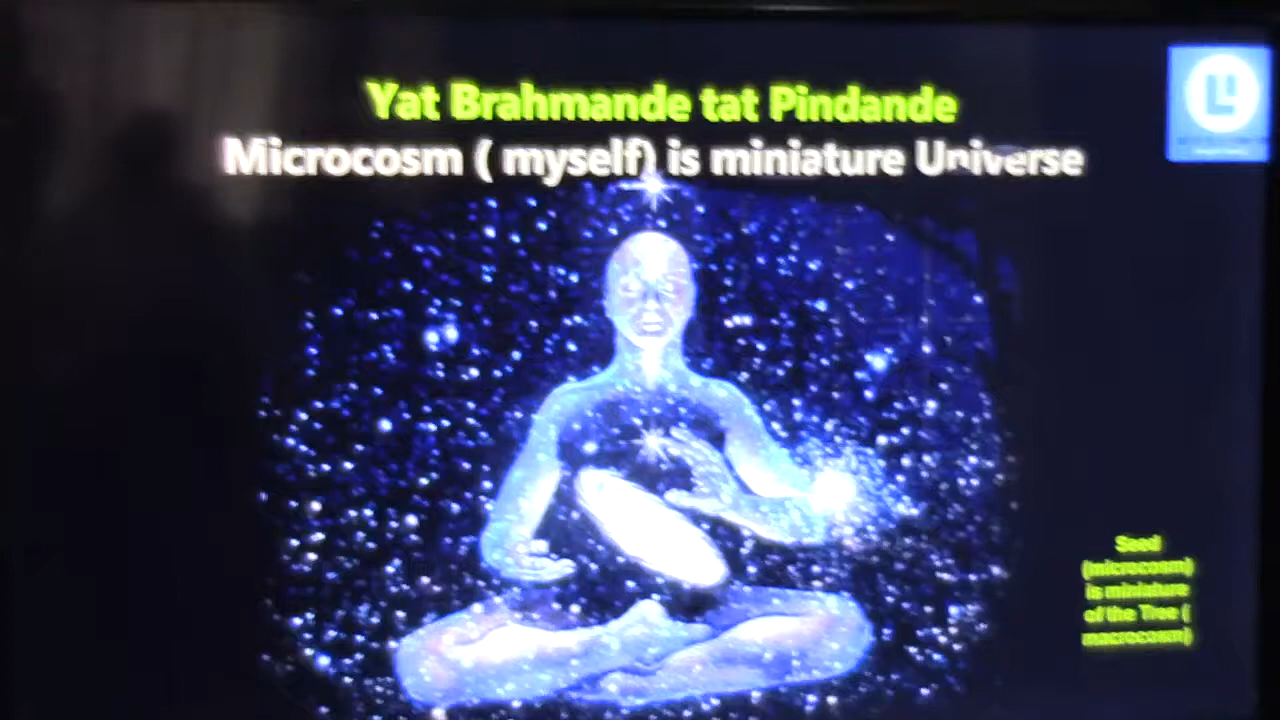 Yat Brahmande tat Pindande
Microcosm ( myself) is miniature Universe
Seed
(microcosm)
is miniature
of the Tree (
macrocosm)